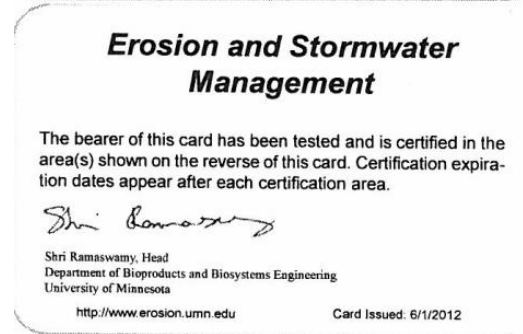 Erosion and Stormwater
Management
The bearer of this card has been tested and is certified in the
area(s) shown on the reverse of this card. Certification expira-
tion dates appear after each certification area.
Shri Ramaswamy
Shri Ramaswamy, Head
Department of Bioproducts and Biosystems Engineering
University of Minnesota
http://www.erosion.umn.edu Card Issued: 6/1/2012